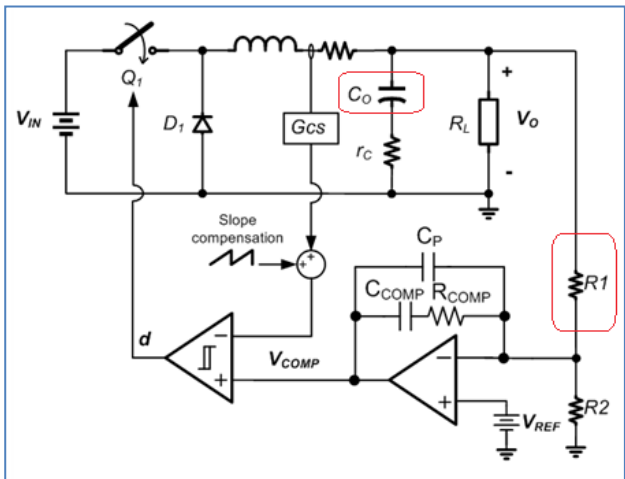 Q1
VIN
D1
Gcs
CO
rC
RL
+
VO
-
Slope
compensation
+
+
CP
CCOMP
RCOMP
R1
d
−
+
VCOMP
−
+
VREF
R2